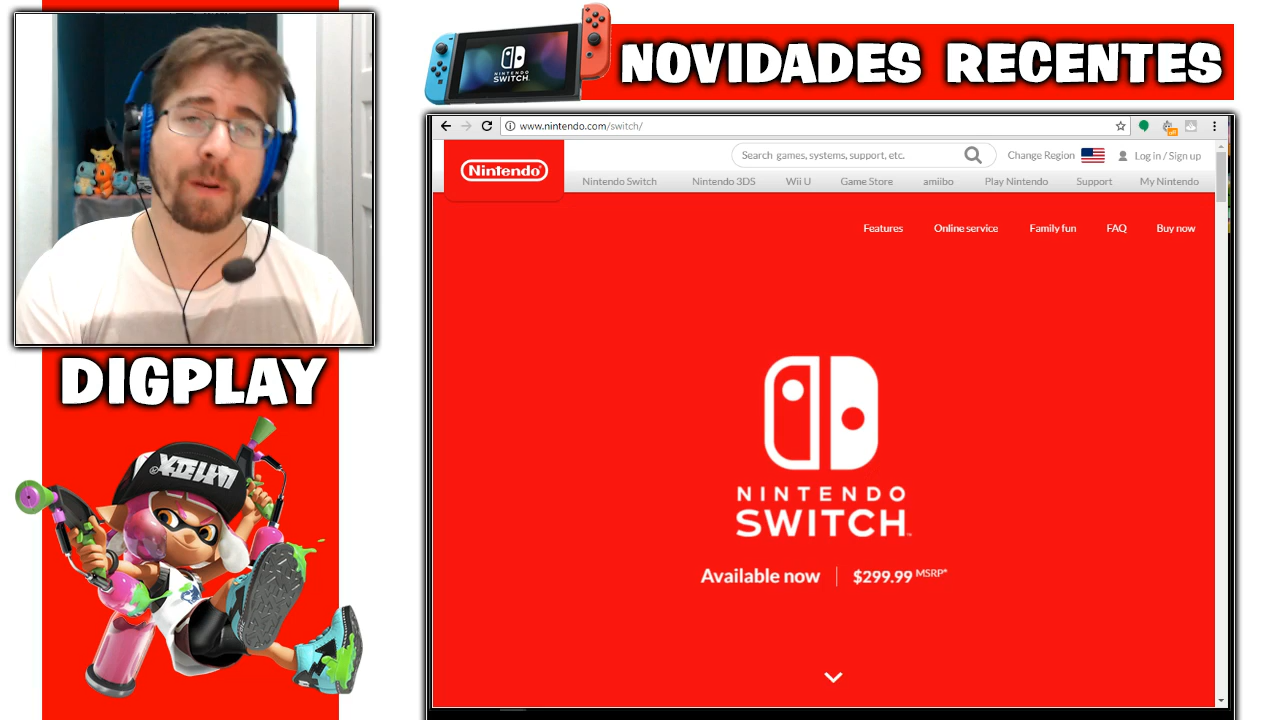 NOVIDADES RECENTES
NINTENDO
SWITCH
www.nintendo.com/switch/
off
Nintendo
Search games, systems, support, etc.
Change Region
Log in / Sign up
Nintendo Switch
Nintendo 3DS
Wii U
Game Store
amiibo
Play Nintendo
Support
My Nintendo
Features
Online service
Family fun
FAQ
Buy now
DIGPLAY
NINTENDO
SWITCH™
Available now | $299.99 MSRP*